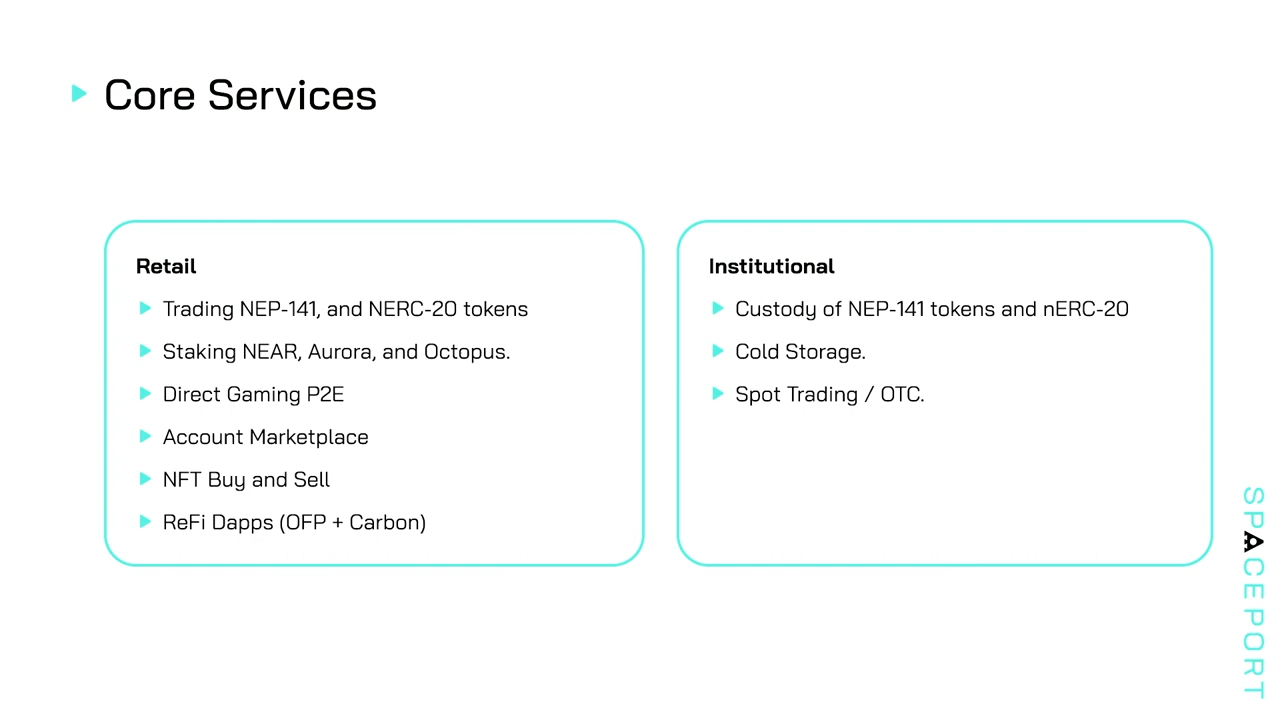 Core Services
Retail
Trading NEP-141, and NERC-20 tokens
Staking NEAR, Aurora, and Octopus.
Direct Gaming P2E
Account Marketplace
NFT Buy and Sell
ReFi Dapps (OFP + Carbon)
Institutional
Custody of NEP-141 tokens and nERC-20
Cold Storage.
Spot Trading / OTC.
SPACEPORT